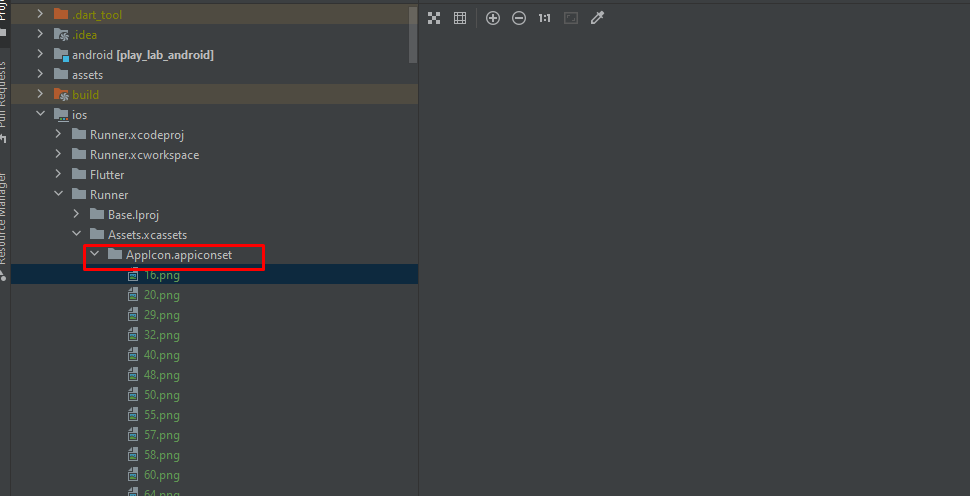 Proje
.dart_tool
.idea
android [play_lab_android]
assets
build
Pull Requests
ios
Runner.xcodeproj
Runner.xcworkspace
Flutter
Resource Manager
Runner
Base.lproj
Assets.xcassets
AppIcon.appiconset
16.png
20.png
29.png
32.png
40.png
48.png
50.png
55.png
57.png
58.png
60.png
64.png
1:1